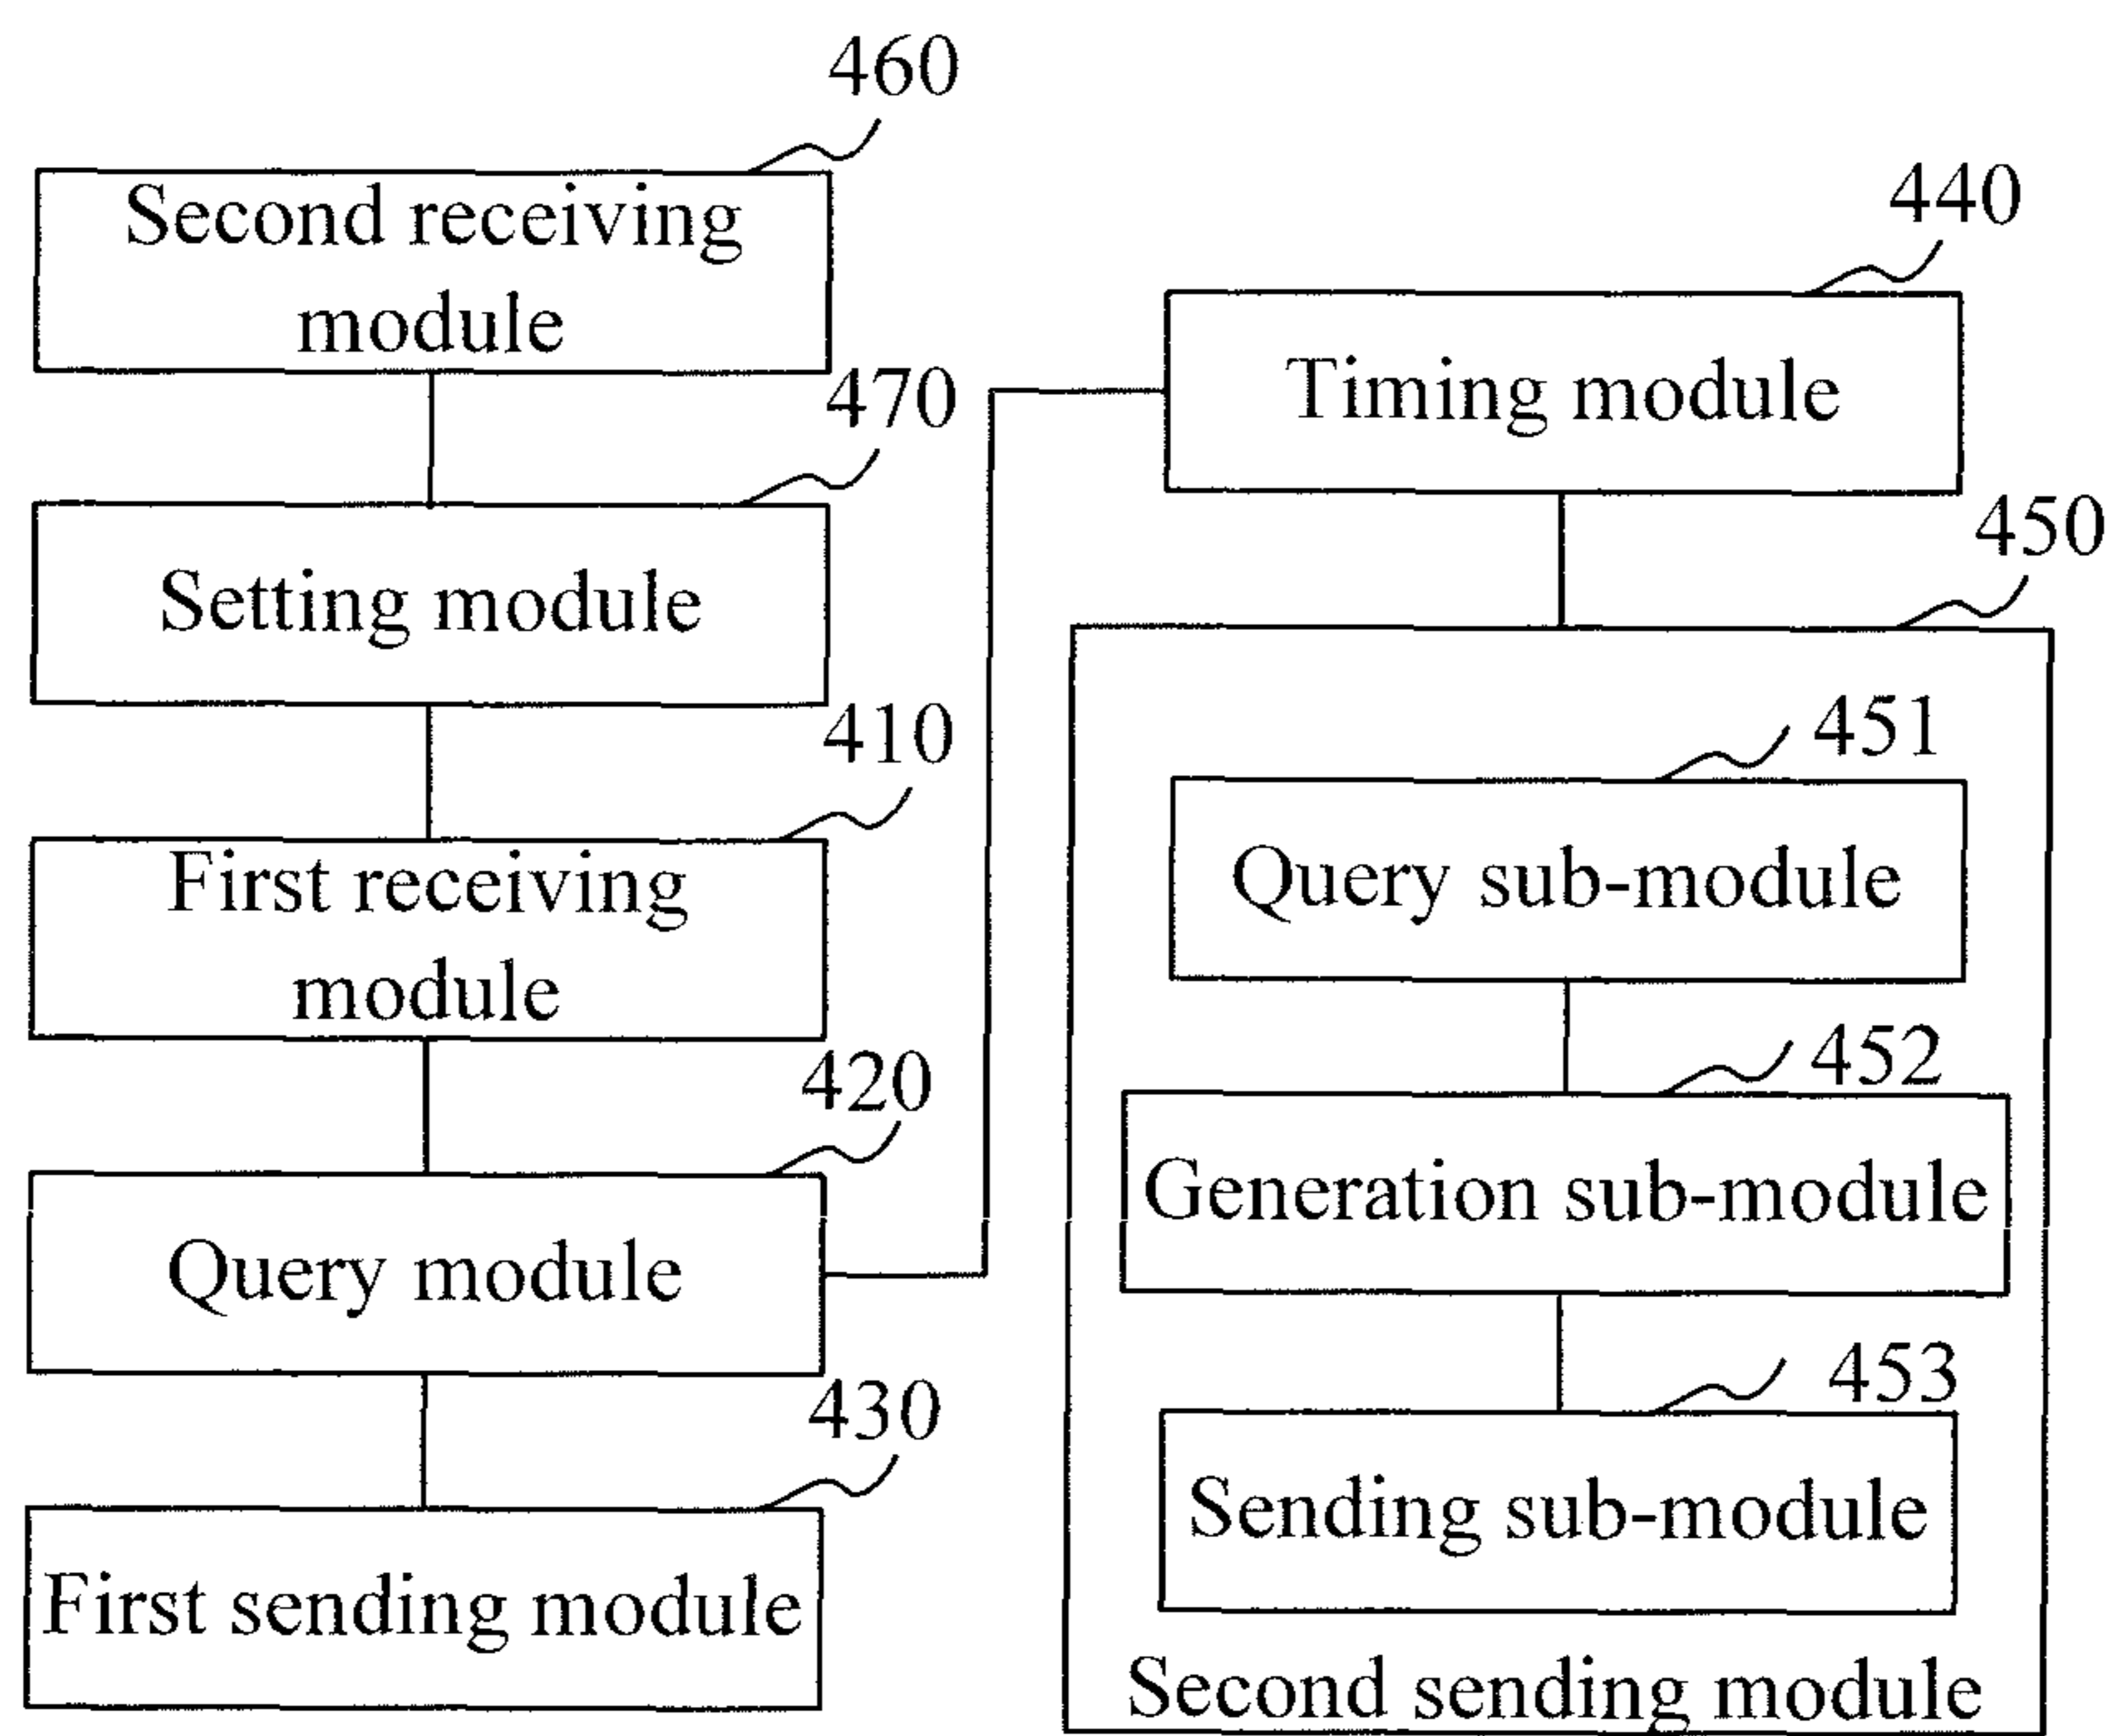 460
Second receiving
module
470
Setting module
410
First receiving
module
420
Query module
430
First sending module
440
Timing module
450
451
Query sub-module
452
Generation sub-module
453
Sending sub-module
Second sending module